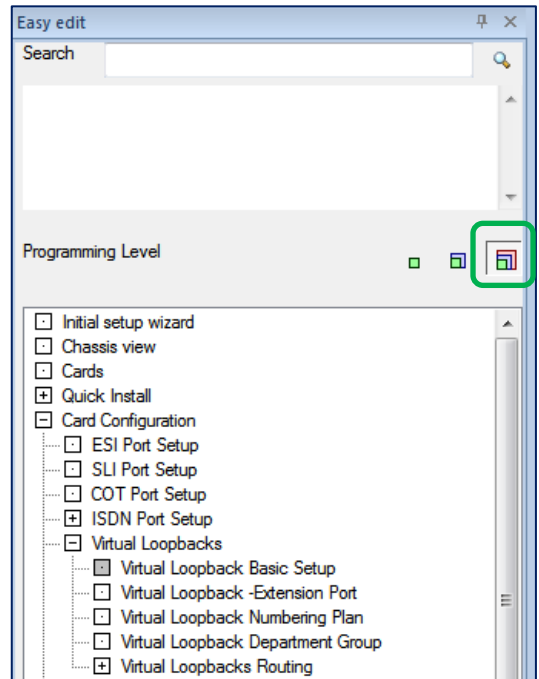 Easy edit
Search
Programming Level
Initial setup wizard
Chassis view
Cards
Quick Install
Card Configuration
ESI Port Setup
SLI Port Setup
COT Port Setup
ISDN Port Setup
Virtual Loopbacks
Virtual Loopback Basic Setup
Virtual Loopback -Extension Port
Virtual Loopback Numbering Plan
Virtual Loopback Department Group
Virtual Loopbacks Routing